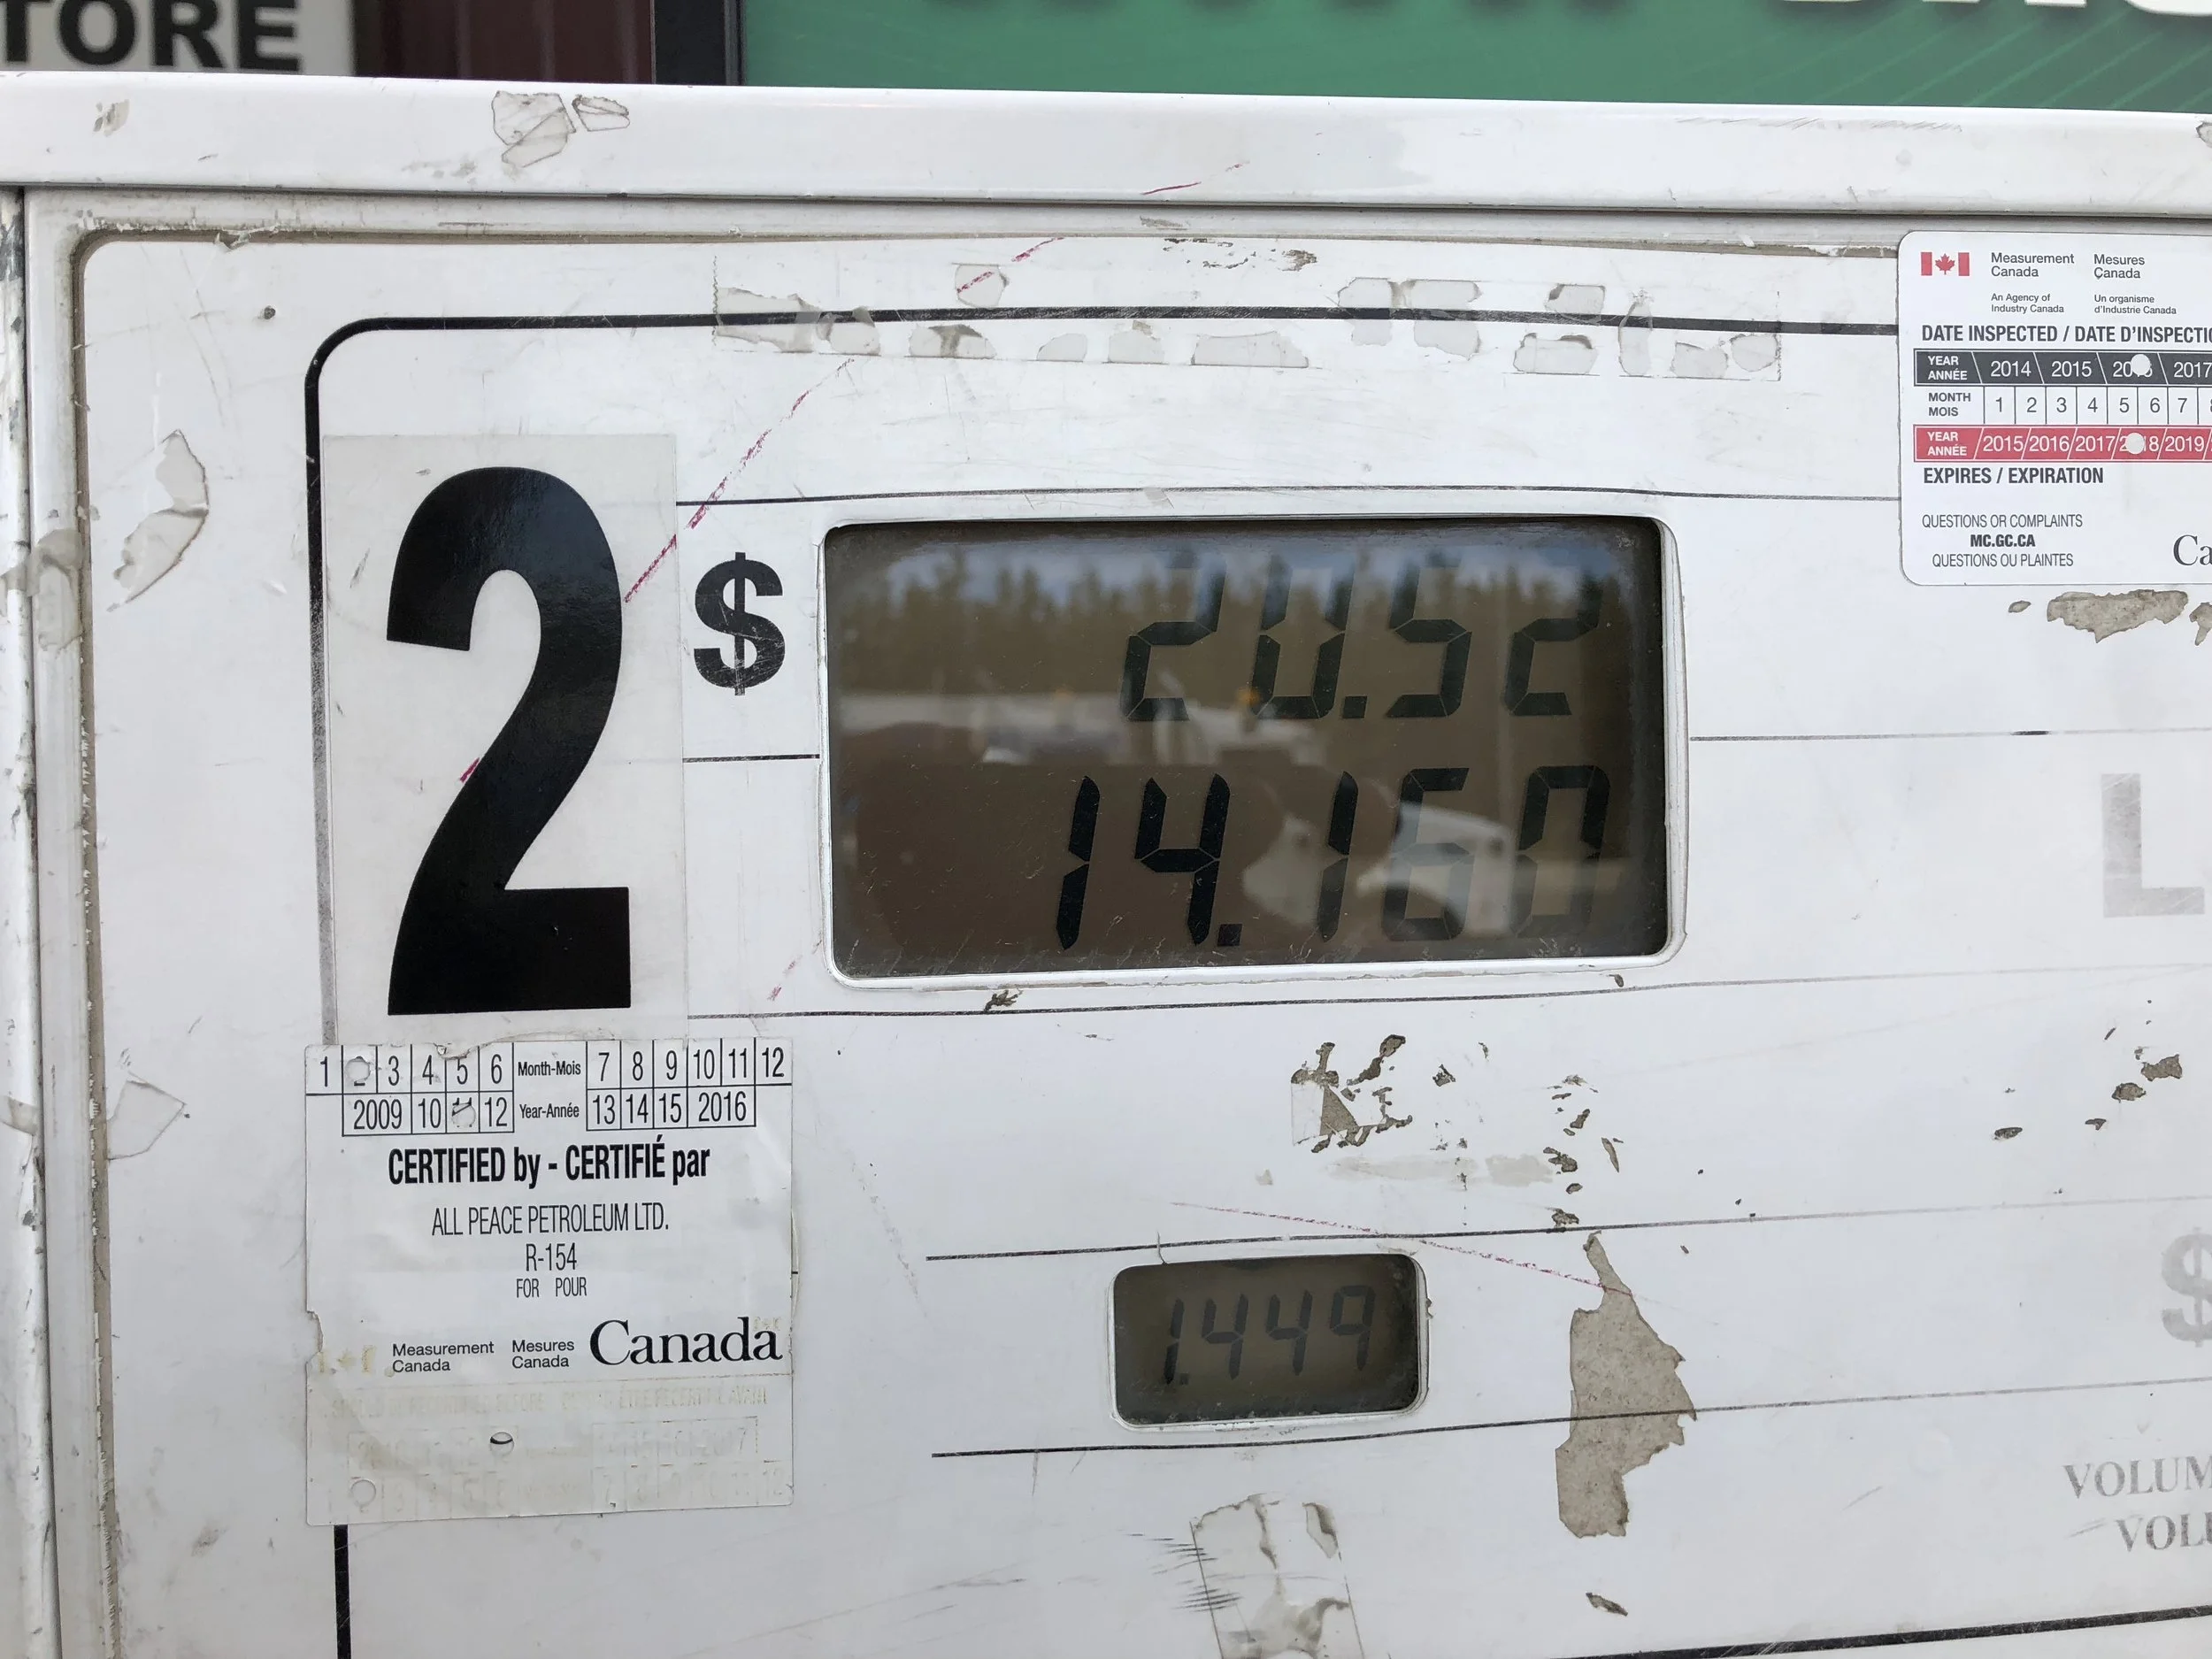 TORE
Measurement Canada Mesures Canada
An Agency of Industry Canada Un organisme d'Industrie Canada
DATE INSPECTED / DATE D'INSPECTIO
YEAR ANNÉE 2014 2015 2017
MONTH MOIS 1 2 3 4 5 6 7
YEAR ANNÉE 2015 2016 2017 2019
EXPIRES / EXPIRATION
QUESTIONS OR COMPLAINTS
MC.GC.CA
QUESTIONS OU PLAINTES
Ca
2
$ 20.52
14.160 L
1 3 4 5 6 Month-Mois 7 8 9 10 11 12
2009 10 11 12 Year-Année 13 14 15 2016
CERTIFIED by - CERTIFIÉ par
ALL PEACE PETROLEUM LTD.
R-154
FOR POUR
Measurement Canada Mesures Canada Canada
1.449 $
VOLUM
VOLU